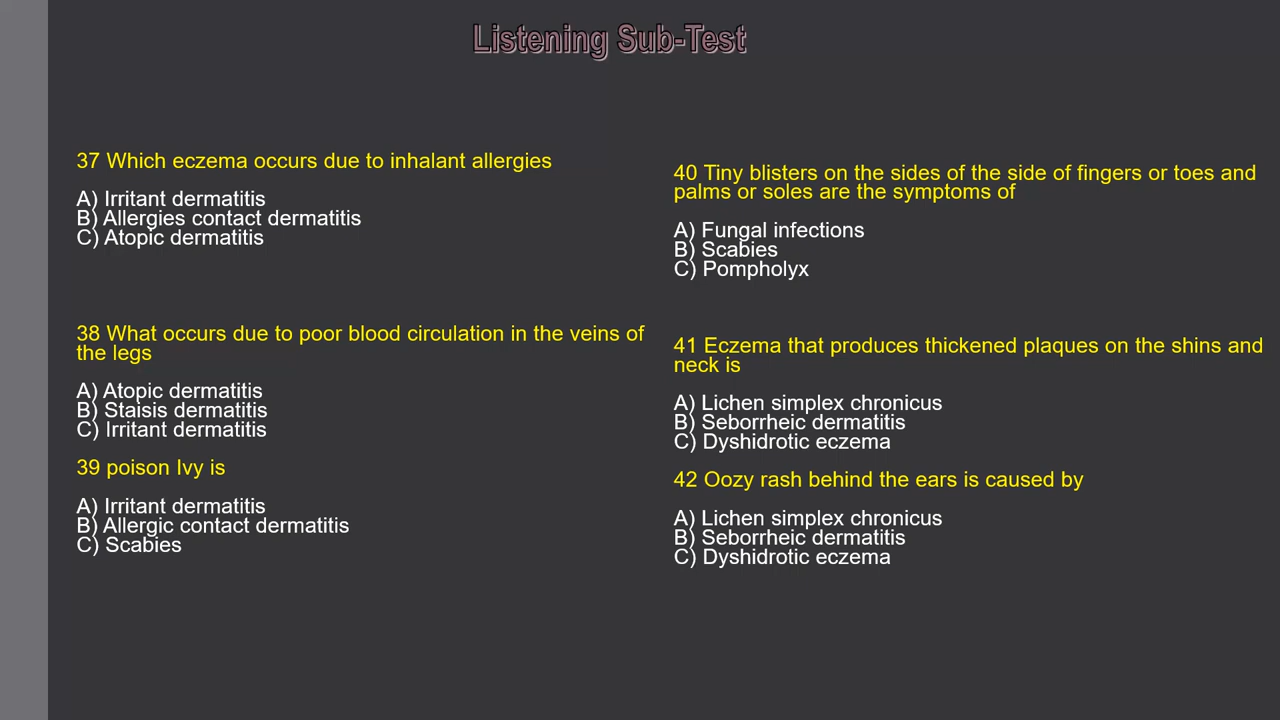 Listening Sub-Test
37 Which eczema occurs due to inhalant allergies
A) Irritant dermatitis
B) Allergies contact dermatitis
C) Atopic dermatitis
38 What occurs due to poor blood circulation in the veins of
the legs
A) Atopic dermatitis
B) Staisis dermatitis
C) Irritant dermatitis
39 poison Ivy is
A) Irritant dermatitis
B) Allergic contact dermatitis
C) Scabies
40 Tiny blisters on the sides of the side of fingers or toes and
palms or soles are the symptoms of
A) Fungal infections
B) Scabies
C) Pompholyx
41 Eczema that produces thickened plaques on the shins and
neck is
A) Lichen simplex chronicus
B) Seborrheic dermatitis
C) Dyshidrotic eczema
42 Oozy rash behind the ears is caused by
A) Lichen simplex chronicus
B) Seborrheic dermatitis
C) Dyshidrotic eczema